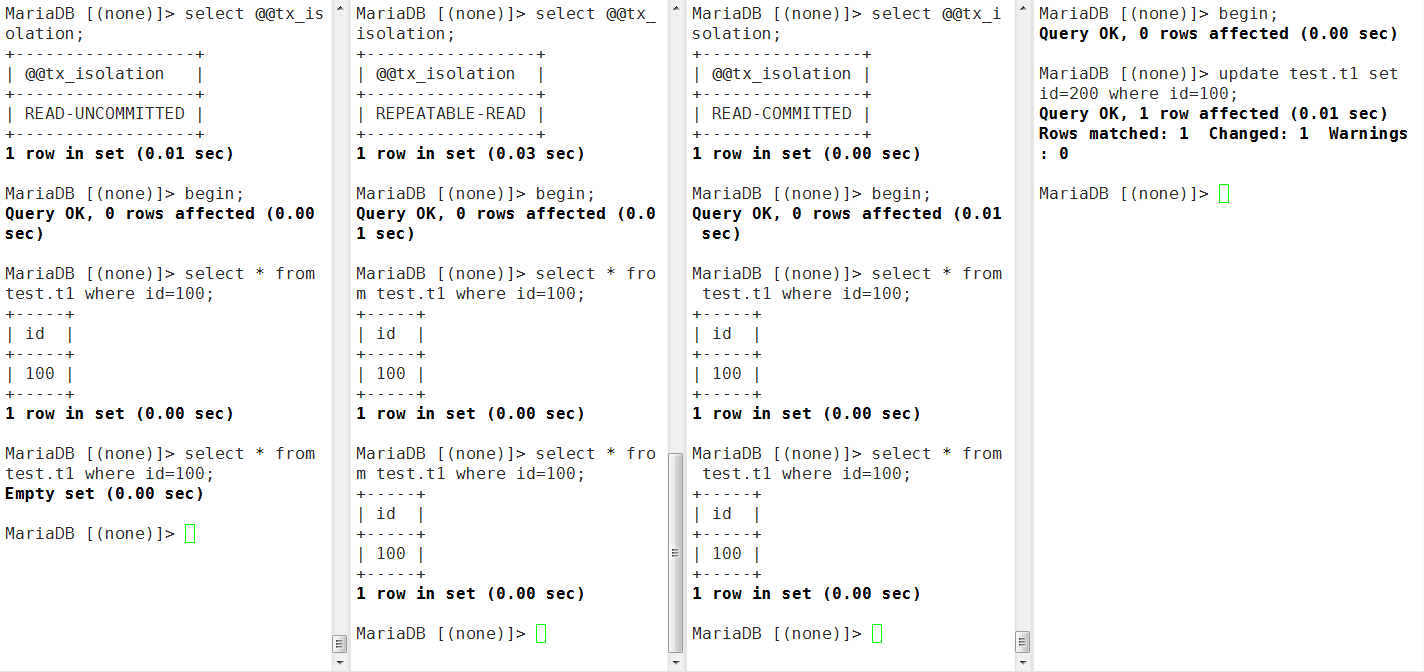 MariaDB [(none)]> select @@tx_is
olation;
+------------------+
| @@tx_isolation   |
+------------------+
| READ-UNCOMMITTED |
+------------------+
1 row in set (0.01 sec)

MariaDB [(none)]> begin;
Query OK, 0 rows affected (0.00
sec)

MariaDB [(none)]> select * from
test.t1 where id=100;
+-----+
| id  |
+-----+
| 100 |
+-----+
1 row in set (0.00 sec)

MariaDB [(none)]> select * from
test.t1 where id=100;
Empty set (0.00 sec)

MariaDB [(none)]>

MariaDB [(none)]> select @@tx_
isolation;
+-----------------+
| @@tx_isolation  |
+-----------------+
| REPEATABLE-READ |
+-----------------+
1 row in set (0.03 sec)

MariaDB [(none)]> begin;
Query OK, 0 rows affected (0.0
1 sec)

MariaDB [(none)]> select * fro
m test.t1 where id=100;
+-----+
| id  |
+-----+
| 100 |
+-----+
1 row in set (0.00 sec)

MariaDB [(none)]> select * fro
m test.t1 where id=100;
+-----+
| id  |
+-----+
| 100 |
+-----+
1 row in set (0.00 sec)

MariaDB [(none)]>

MariaDB [(none)]> select @@tx_i
solation;
+----------------+
| @@tx_isolation |
+----------------+
| READ-COMMITTED |
+----------------+
1 row in set (0.00 sec)

MariaDB [(none)]> begin;
Query OK, 0 rows affected (0.01
 sec)

MariaDB [(none)]> select * from
 test.t1 where id=100;
+-----+
| id  |
+-----+
| 100 |
+-----+
1 row in set (0.00 sec)

MariaDB [(none)]> select * from
 test.t1 where id=100;
+-----+
| id  |
+-----+
| 100 |
+-----+
1 row in set (0.00 sec)

MariaDB [(none)]>

MariaDB [(none)]> begin;
Query OK, 0 rows affected (0.00 sec)

MariaDB [(none)]> update test.t1 set
id=200 where id=100;
Query OK, 1 row affected (0.01 sec)
Rows matched: 1  Changed: 1  Warnings
: 0

MariaDB [(none)]>